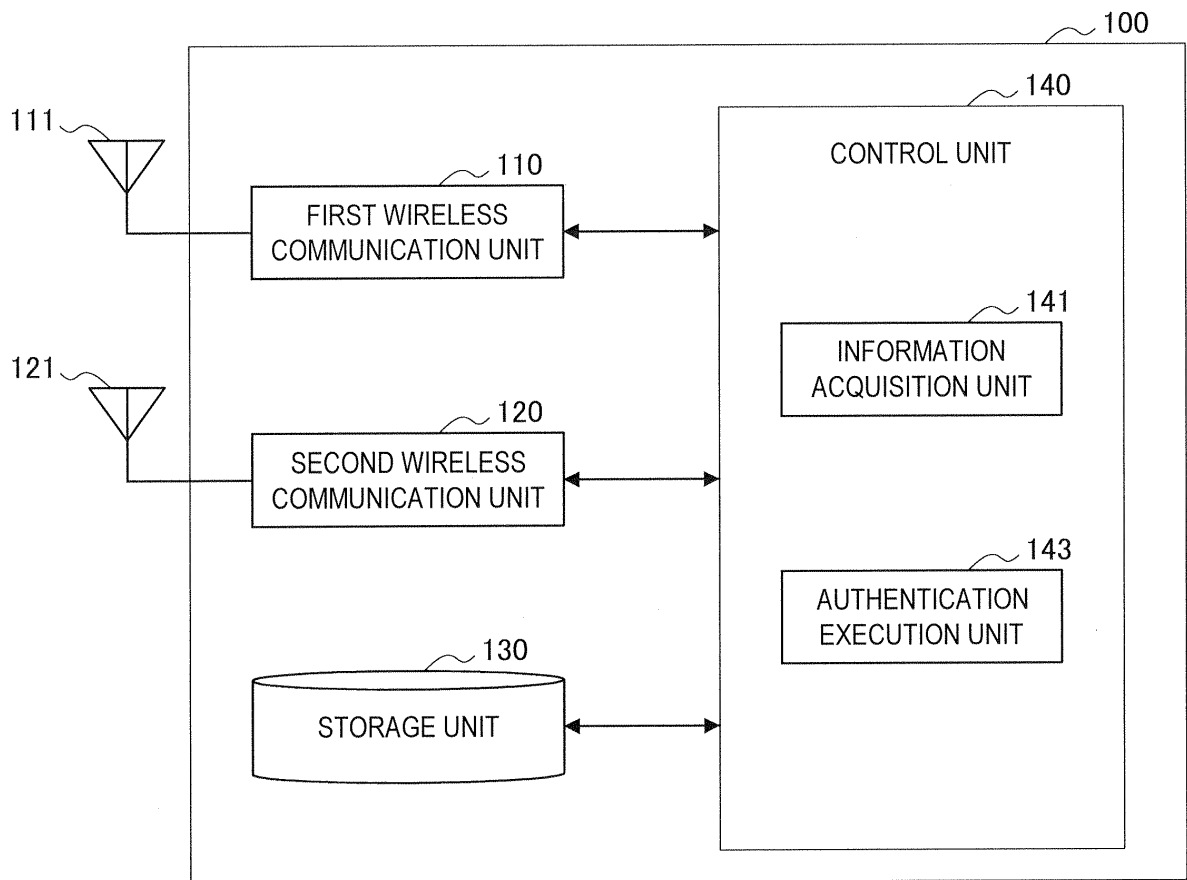 100
140
111
CONTROL UNIT
110
FIRST WIRELESS
COMMUNICATION UNIT
141
INFORMATION
ACQUISITION UNIT
121
120
SECOND WIRELESS
COMMUNICATION UNIT
143
AUTHENTICATION
EXECUTION UNIT
130
STORAGE UNIT